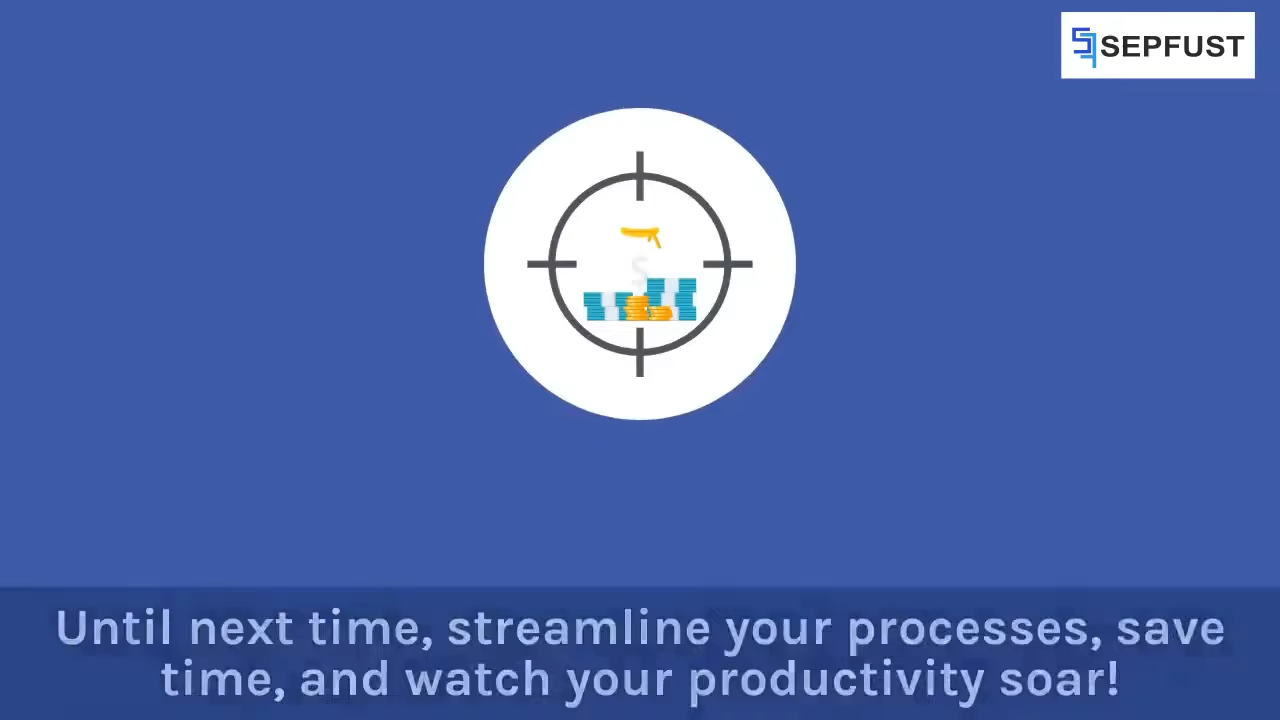 SEPFUST
$
Until next time, streamline your processes, save
time, and watch your productivity soar!